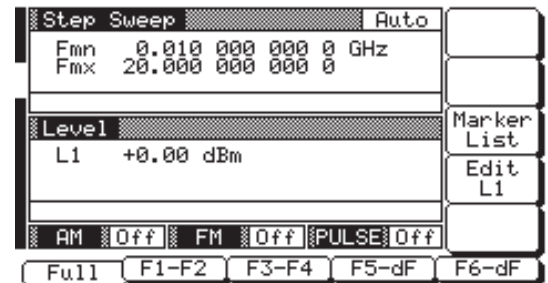 Step Sweep Auto
Fmn 0.010 000 000 0 GHz
Fmx 20.000 000 000 0
Level
L1 +0.00 dBm
Marker
List
Edit
L1
AM Off FM Off PULSE Off
Full F1-F2 F3-F4 F5-dF F6-dF